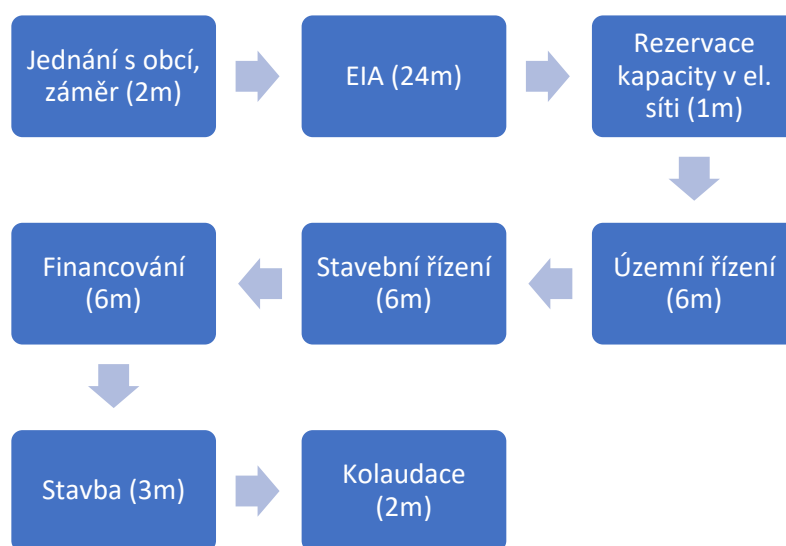 Jednání s obcí,
záměr (2m)
EIA (24m)
Rezervace
kapacity v el.
síti (1m)
Územní řízení
(6m)
Stavební řízení
(6m)
Financování
(6m)
Stavba (3m)
Kolaudace
(2m)